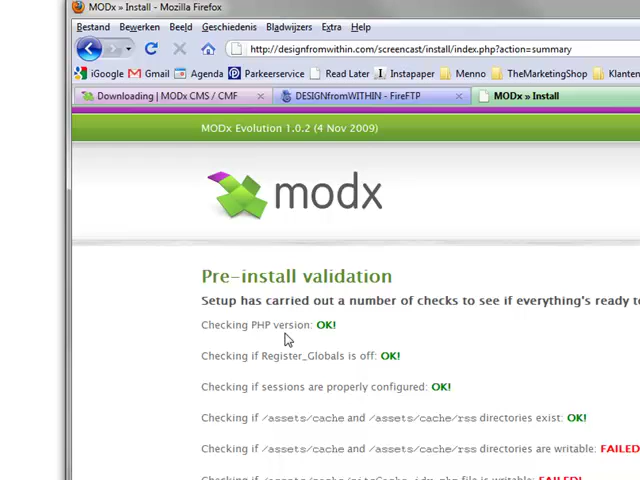 MODx » Install - Mozilla Firefox
Bestand Bewerken Beeld Geschiedenis Bladwijzers Extra Help
http://designfromwithin.com/screencast/install/index.php?action=summary
iGoogle Gmail Agenda Parkeerservice Read Later Instapaper Menno TheMarketingShop Klanten
Downloading | MODx CMS / CMF DESIGNfromWITHIN - FireFTP MODx » Install
MODx Evolution 1.0.2 (4 Nov 2009)
modx
Pre-install validation
Setup has carried out a number of checks to see if everything's ready to
Checking PHP version: OK!
Checking if Register_Globals is off: OK!
Checking if sessions are properly configured: OK!
Checking if /assets/cache and /assets/cache/rss directories exist: OK!
Checking if /assets/cache and /assets/cache/rss directories are writable: FAILED!